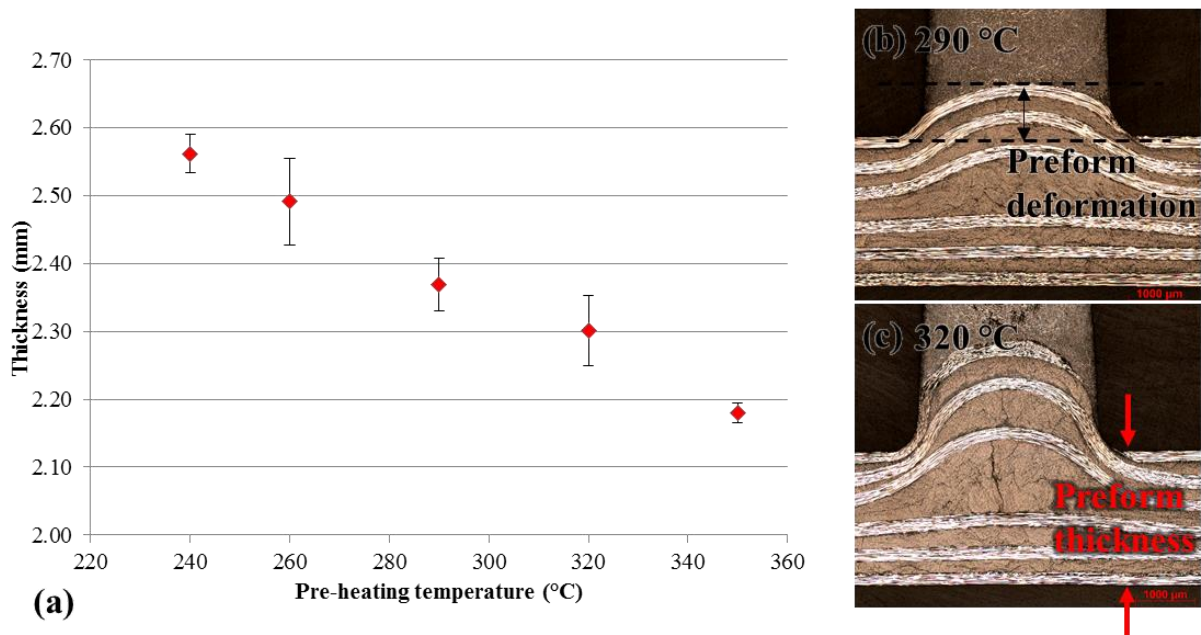 2.70
2.60
2.50
2.40
2.30
2.20
2.10
2.00
Thickness (mm)
220
240
260
280
300
320
340
360
Pre-heating temperature (°C)
(a)
(b) 290 °C
Preform
deformation
1000 µm
(c) 320 °C
Preform
thickness
1000 µm